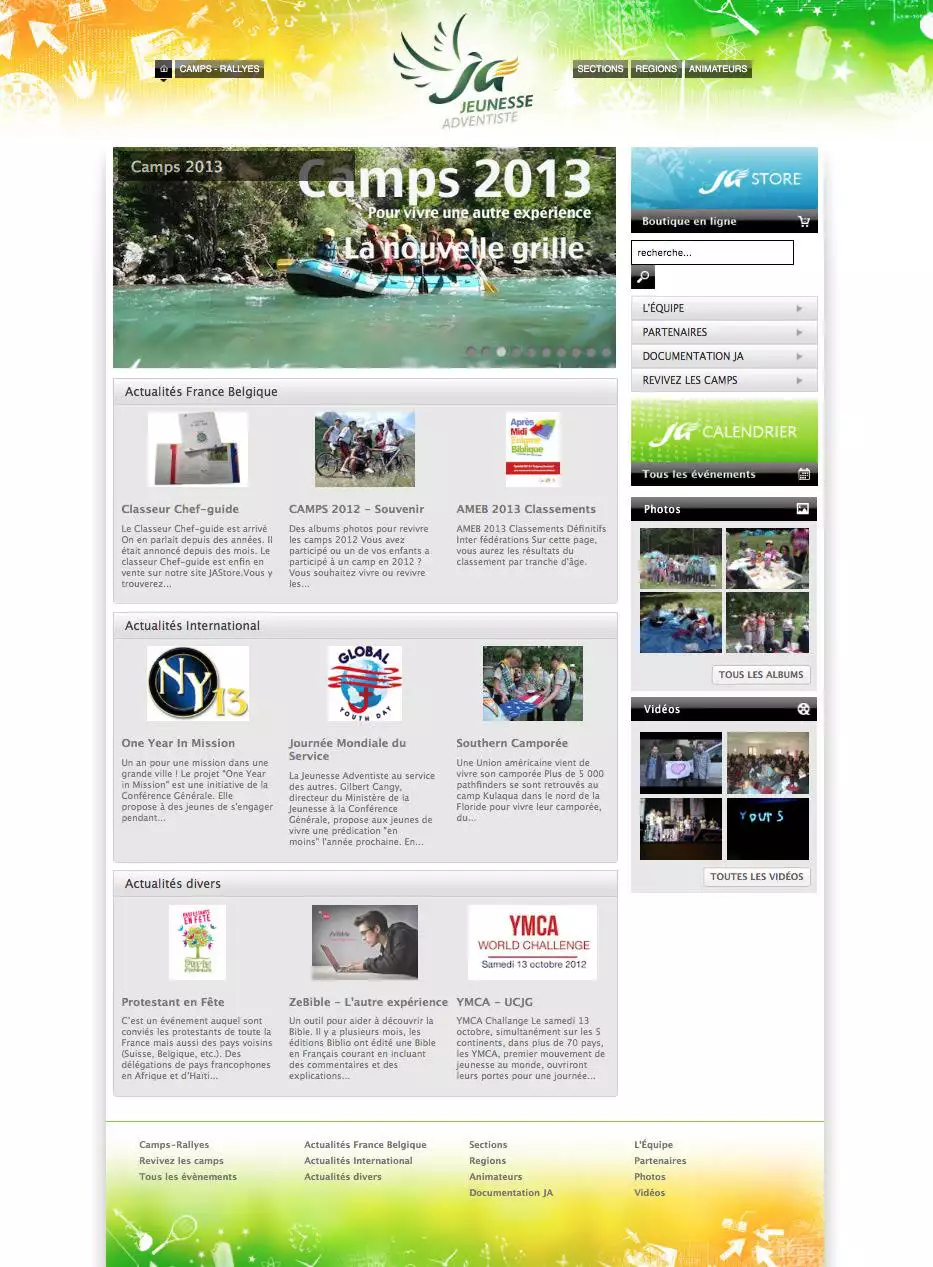 CAMPS - RALLYES
SECTIONS
REGIONS
ANIMATEURS
JA
JEUNESSE
ADVENTISTE
Camps 2013
Camps 2013
Pour vivre une autre expérience
La nouvelle grille
JA STORE
Boutique en ligne
recherche...
L'ÉQUIPE
PARTENAIRES
DOCUMENTATION JA
REVIVEZ LES CAMPS
JA CALENDRIER
Tous les événements
Photos
TOUS LES ALBUMS
Vidéos
YourS
TOUTES LES VIDÉOS
Actualités France Belgique
Classeur Chef-guide
Le Classeur Chef-guide est arrivé
On en parlait depuis des années. Il
était annoncé depuis des mois. Le
classeur Chef-guide est enfin en
vente sur notre site JAStore.Vous y
trouverez...
CAMPS 2012 - Souvenir
Des albums photos pour revivre
les camps 2012 Vous avez
participé ou un de vos enfants a
participé à un camp en 2012 ?
Vous souhaitez vivre ou revivre
les...
Après
Midi
Enigme
Biblique
AMEB 2013 Classements
AMEB 2013 Classements Définitifs
Inter fédérations Sur cette page,
vous aurez les résultats du
classement par tranche d'âge.
Actualités International
NY13
One Year In Mission
Un an pour une mission dans une
grande ville ! Le projet "One Year
in Mission" est une initiative de la
Conférence Générale. Elle
propose à des jeunes de s'engager
pendant...
GLOBAL
YOUTH DAY
Journée Mondiale du
Service
La Jeunesse Adventiste au service
des autres. Gilbert Cangy,
directeur du Ministère de la
Jeunesse à la Conférence
Générale, propose aux jeunes de
vivre une prédication "en
moins" l'année prochaine. En...
Southern Camporée
Une Union américaine vient de
vivre son camporée Plus de 5 000
pathfinders se sont retrouvés au
camp Kulaqua dans le nord de la
Floride pour vivre leur camporée,
du...
Actualités divers
PROTESTANTS
EN FÊTE
Protestant en Fête
C'est un événement auquel sont
conviés les protestants de toute la
France mais aussi des pays voisins
(Suisse, Belgique, etc.). Des
délégations de pays francophones
en Afrique et d'Haïti...
ZeBible
ZeBible - L'autre expérience
Un outil pour aider à découvrir la
Bible. Il y a plusieurs mois, les
éditions Biblio ont édité une Bible
en Français courant en incluant
des commentaires et des
explications...
YMCA
WORLD CHALLENGE
Samedi 13 octobre 2012
YMCA - UCJG
YMCA Challange Le samedi 13
octobre, simultanément sur les 5
continents, dans plus de 70 pays,
les YMCA, premier mouvement de
jeunesse au monde, ouvriront
leurs portes pour une journée...
Camps-Rallyes
Revivez les camps
Tous les évènements
Actualités France Belgique
Actualités International
Actualités divers
Sections
Regions
Animateurs
Documentation JA
L'Équipe
Partenaires
Photos
Vidéos